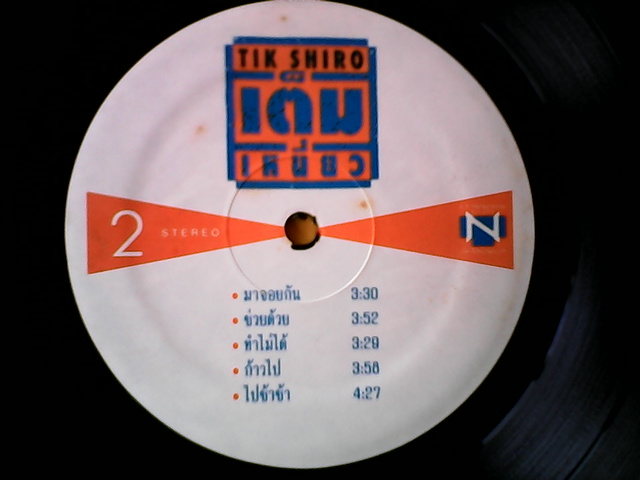 TIK SHIRO
เต็ม
เหนี่ยว
2 STEREO N
• มาจอยกัน 3:30
• ช่วยด้วย 3:52
• ทำไม่ได้ 3:29
• ก้าวไป 3:58
• ไปช้าช้า 4:27